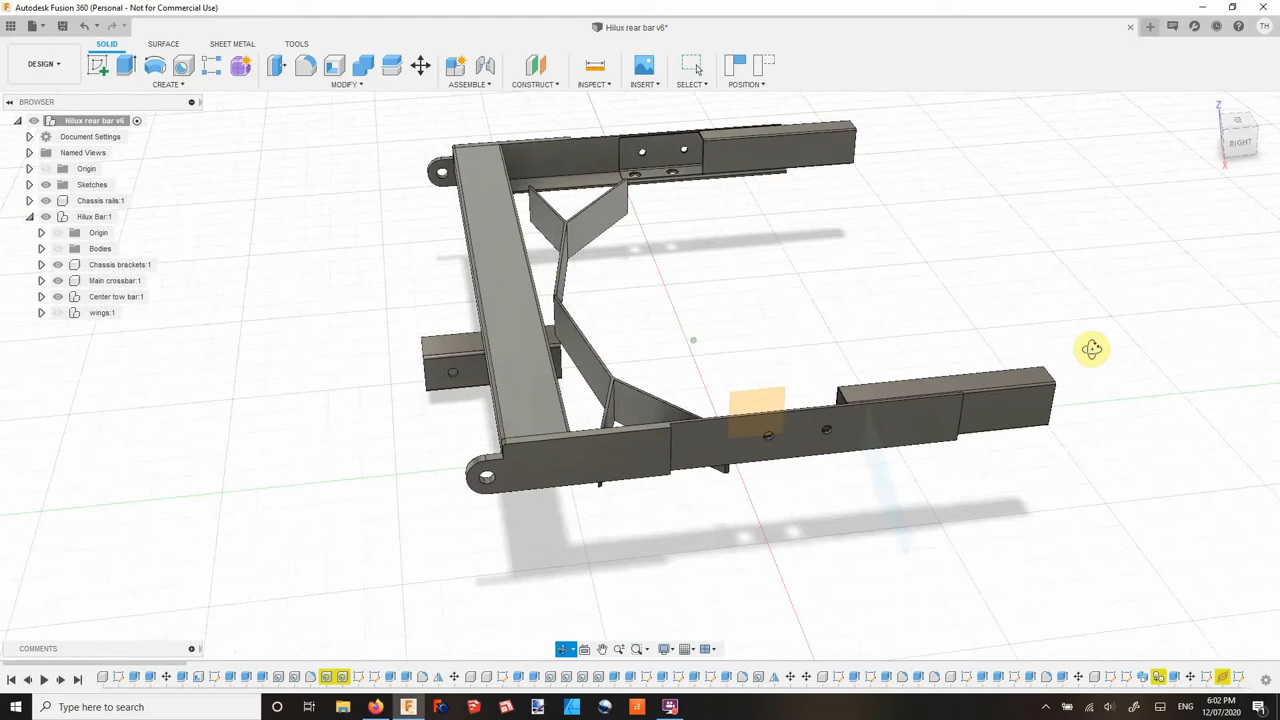 Autodesk Fusion 360 (Personal - Not for Commercial Use)
Hilux rear bar v6*
TH
SOLID
SURFACE
SHEET METAL
TOOLS
DESIGN
CREATE
MODIFY
ASSEMBLE
CONSTRUCT
INSPECT
INSERT
SELECT
POSITION
BROWSER
Hilux rear bar v6
Document Settings
Named Views
Origin
Sketches
Chassis rails:1
Hilux Bar:1
Origin
Bodies
Chassis brackets:1
Main crossbar:1
Center tow bar:1
wings:1
Z
RIGHT
X
COMMENTS
Type here to search
ENG
6:02 PM
12/07/2020